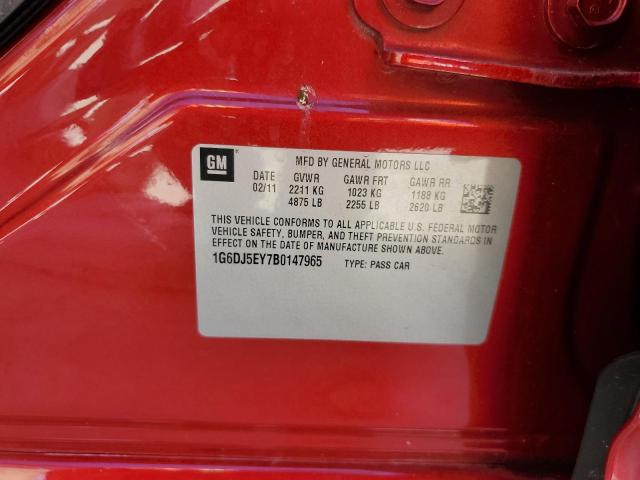 GM
MFD BY GENERAL MOTORS LLC
DATE GVWR GAWR FRT GAWR RR
02/11 2211 KG 1023 KG 1188 KG
4875 LB 2255 LB 2620 LB
THIS VEHICLE CONFORMS TO ALL APPLICABLE U.S. FEDERAL MOTOR
VEHICLE SAFETY, BUMPER, AND THEFT PREVENTION STANDARDS IN
EFFECT ON THE DATE OF MANUFACTURE SHOWN ABOVE.
1G6DJ5EY7B0147965 TYPE: PASS CAR